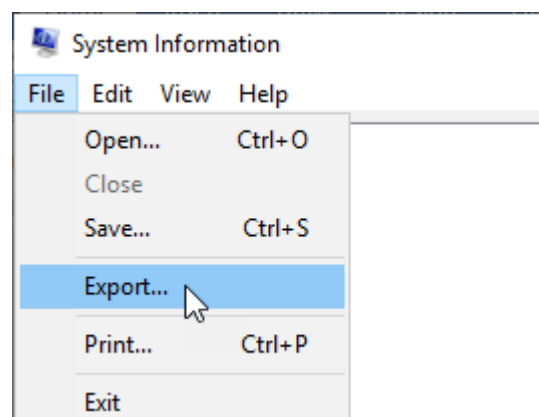 System Information
File Edit View Help
Open... Ctrl+O
Close
Save... Ctrl+S
Export...
Print... Ctrl+P
Exit